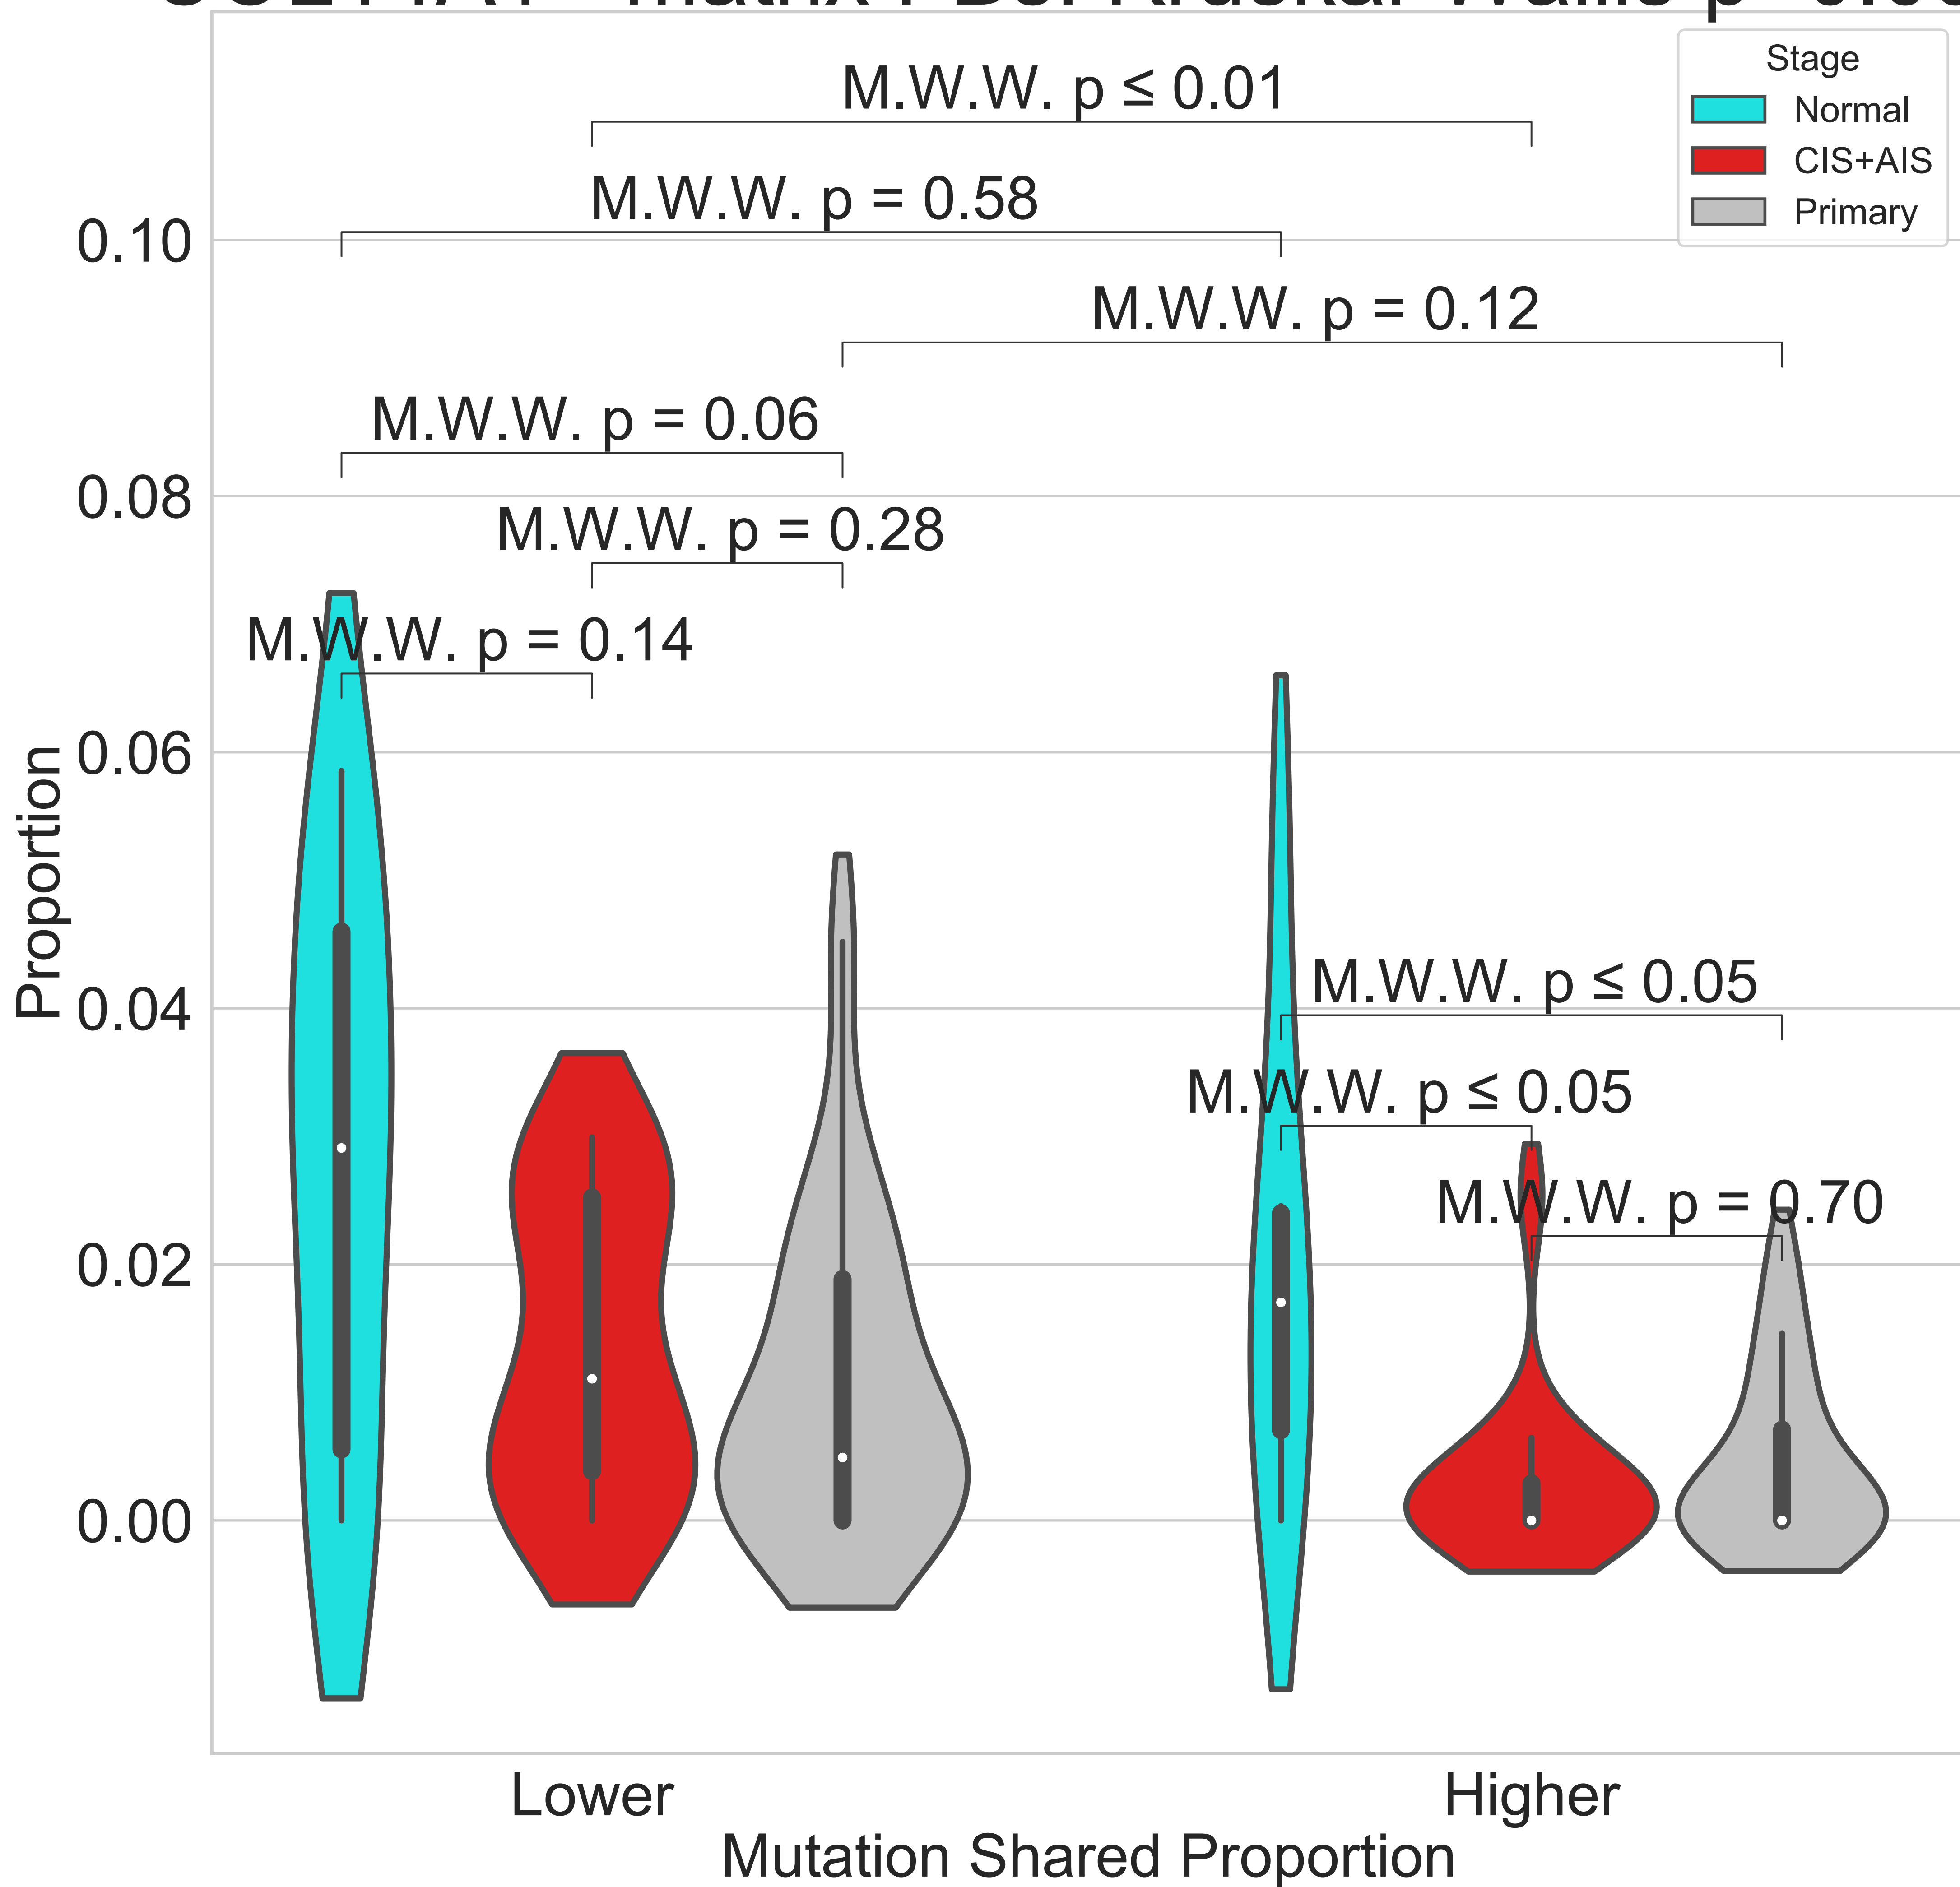 Stage
Normal
CIS+AIS
Primary
M.W.W. p ≤ 0.01
M.W.W. p = 0.58
M.W.W. p = 0.12
M.W.W. p = 0.06
M.W.W. p = 0.28
M.W.W. p = 0.14
M.W.W. p ≤ 0.05
M.W.W. p ≤ 0.05
M.W.W. p = 0.70
0.10
0.08
0.06
0.04
0.02
0.00
Proportion
Lower
Higher
Mutation Shared Proportion